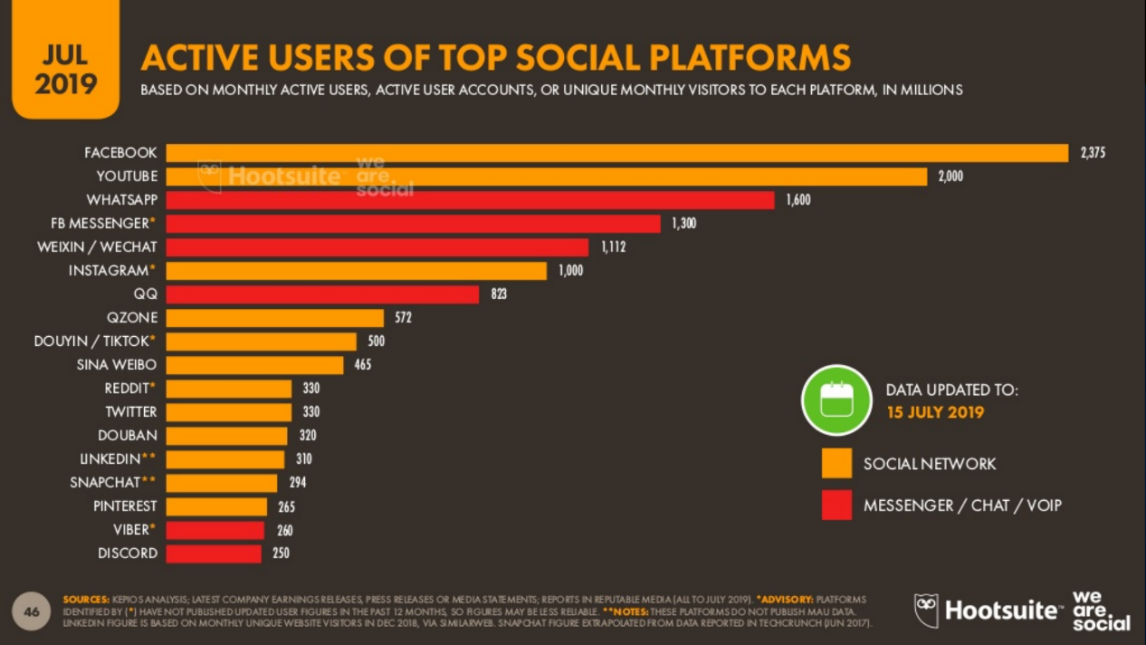 JUL
2019
ACTIVE USERS OF TOP SOCIAL PLATFORMS
BASED ON MONTHLY ACTIVE USERS, ACTIVE USER ACCOUNTS, OR UNIQUE MONTHLY VISITORS TO EACH PLATFORM, IN MILLIONS
FACEBOOK 2,375
YOUTUBE 2,000
WHATSAPP 1,600
FB MESSENGER* 1,300
WEIXIN / WECHAT 1,112
INSTAGRAM* 1,000
QQ 823
QZONE 572
DOUYIN / TIKTOK* 500
SINA WEIBO 465
REDDIT* 330
TWITTER 330
DOUBAN 320
LINKEDIN** 310
SNAPCHAT** 294
PINTEREST 265
VIBER* 260
DISCORD 250
Hootsuite
we
are.
social
DATA UPDATED TO:
15 JULY 2019
SOCIAL NETWORK
MESSENGER / CHAT / VOIP
46
SOURCES: KEPIOS ANALYSIS; LATEST COMPANY EARNINGS RELEASES, PRESS RELEASES OR MEDIA STATEMENTS; REPORTS IN REPUTABLE MEDIA (ALL TO JULY 2019). *ADVISORY: PLATFORMS
IDENTIFIED BY (*) HAVE NOT PUBLISHED UPDATED USER FIGURES IN THE PAST 12 MONTHS, SO FIGURES MAY BE LESS RELIABLE. **NOTES: THESE PLATFORMS DO NOT PUBLISH MAU DATA.
LINKEDIN FIGURE IS BASED ON MONTHLY UNIQUE WEBSITE VISITORS IN DEC 2018, VIA SIMILARWEB. SNAPCHAT FIGURE EXTRAPOLATED FROM DATA REPORTED IN TECHCRUNCH (JUN 2017).
Hootsuite™
we
are.
social